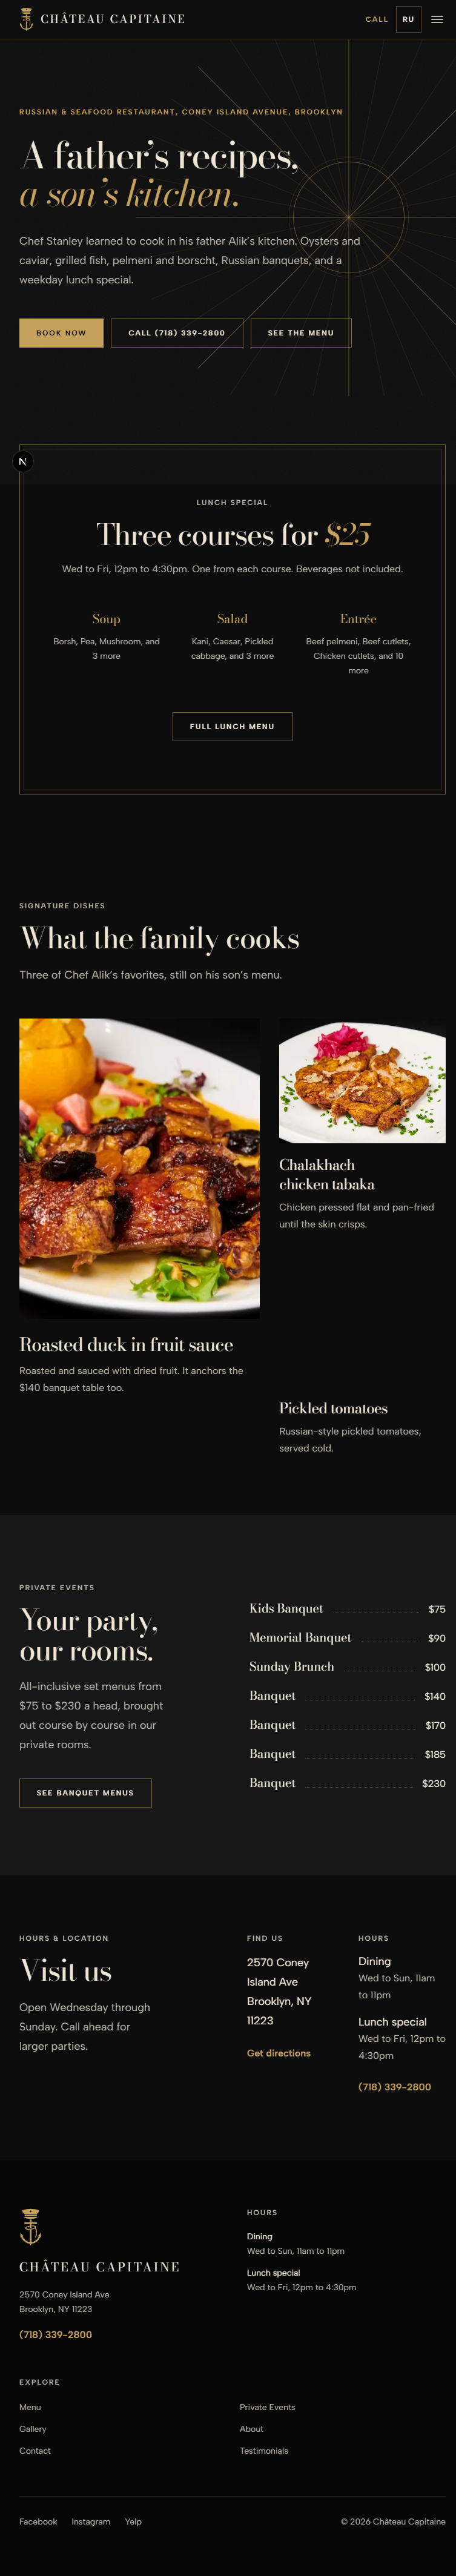 CHÂTEAU CAPITAINE
CALL
RU
RUSSIAN & SEAFOOD RESTAURANT, CONEY ISLAND AVENUE, BROOKLYN
A father's recipes,
a son's kitchen.
Chef Stanley learned to cook in his father Alik's kitchen. Oysters and
caviar, grilled fish, pelmeni and borscht, Russian banquets, and a
weekday lunch special.
BOOK NOW
CALL (718) 339-2800
SEE THE MENU
N
LUNCH SPECIAL
Three courses for $25
Wed to Fri, 12pm to 4:30pm. One from each course. Beverages not included.
Soup
Borsh, Pea, Mushroom, and
3 more
Salad
Kani, Caesar, Pickled
cabbage, and 3 more
Entrée
Beef pelmeni, Beef cutlets,
Chicken cutlets, and 10
more
FULL LUNCH MENU
SIGNATURE DISHES
What the family cooks
Three of Chef Alik's favorites, still on his son's menu.
Chalakhach
chicken tabaka
Chicken pressed flat and pan-fried
until the skin crisps.
Roasted duck in fruit sauce
Roasted and sauced with dried fruit. It anchors the
$140 banquet table too.
Pickled tomatoes
Russian-style pickled tomatoes,
served cold.
PRIVATE EVENTS
Your party,
our rooms.
All-inclusive set menus from
$75 to $230 a head, brought
out course by course in our
private rooms.
SEE BANQUET MENUS
Kids Banquet $75
Memorial Banquet $90
Sunday Brunch $100
Banquet $140
Banquet $170
Banquet $185
Banquet $230
HOURS & LOCATION
Visit us
Open Wednesday through
Sunday. Call ahead for
larger parties.
FIND US
2570 Coney
Island Ave
Brooklyn, NY
11223
Get directions
HOURS
Dining
Wed to Sun, 11am
to 11pm
Lunch special
Wed to Fri, 12pm to
4:30pm
(718) 339-2800
CHÂTEAU CAPITAINE
2570 Coney Island Ave
Brooklyn, NY 11223
(718) 339-2800
HOURS
Dining
Wed to Sun, 11am to 11pm
Lunch special
Wed to Fri, 12pm to 4:30pm
EXPLORE
Menu
Private Events
Gallery
About
Contact
Testimonials
Facebook
Instagram
Yelp
© 2026 Château Capitaine